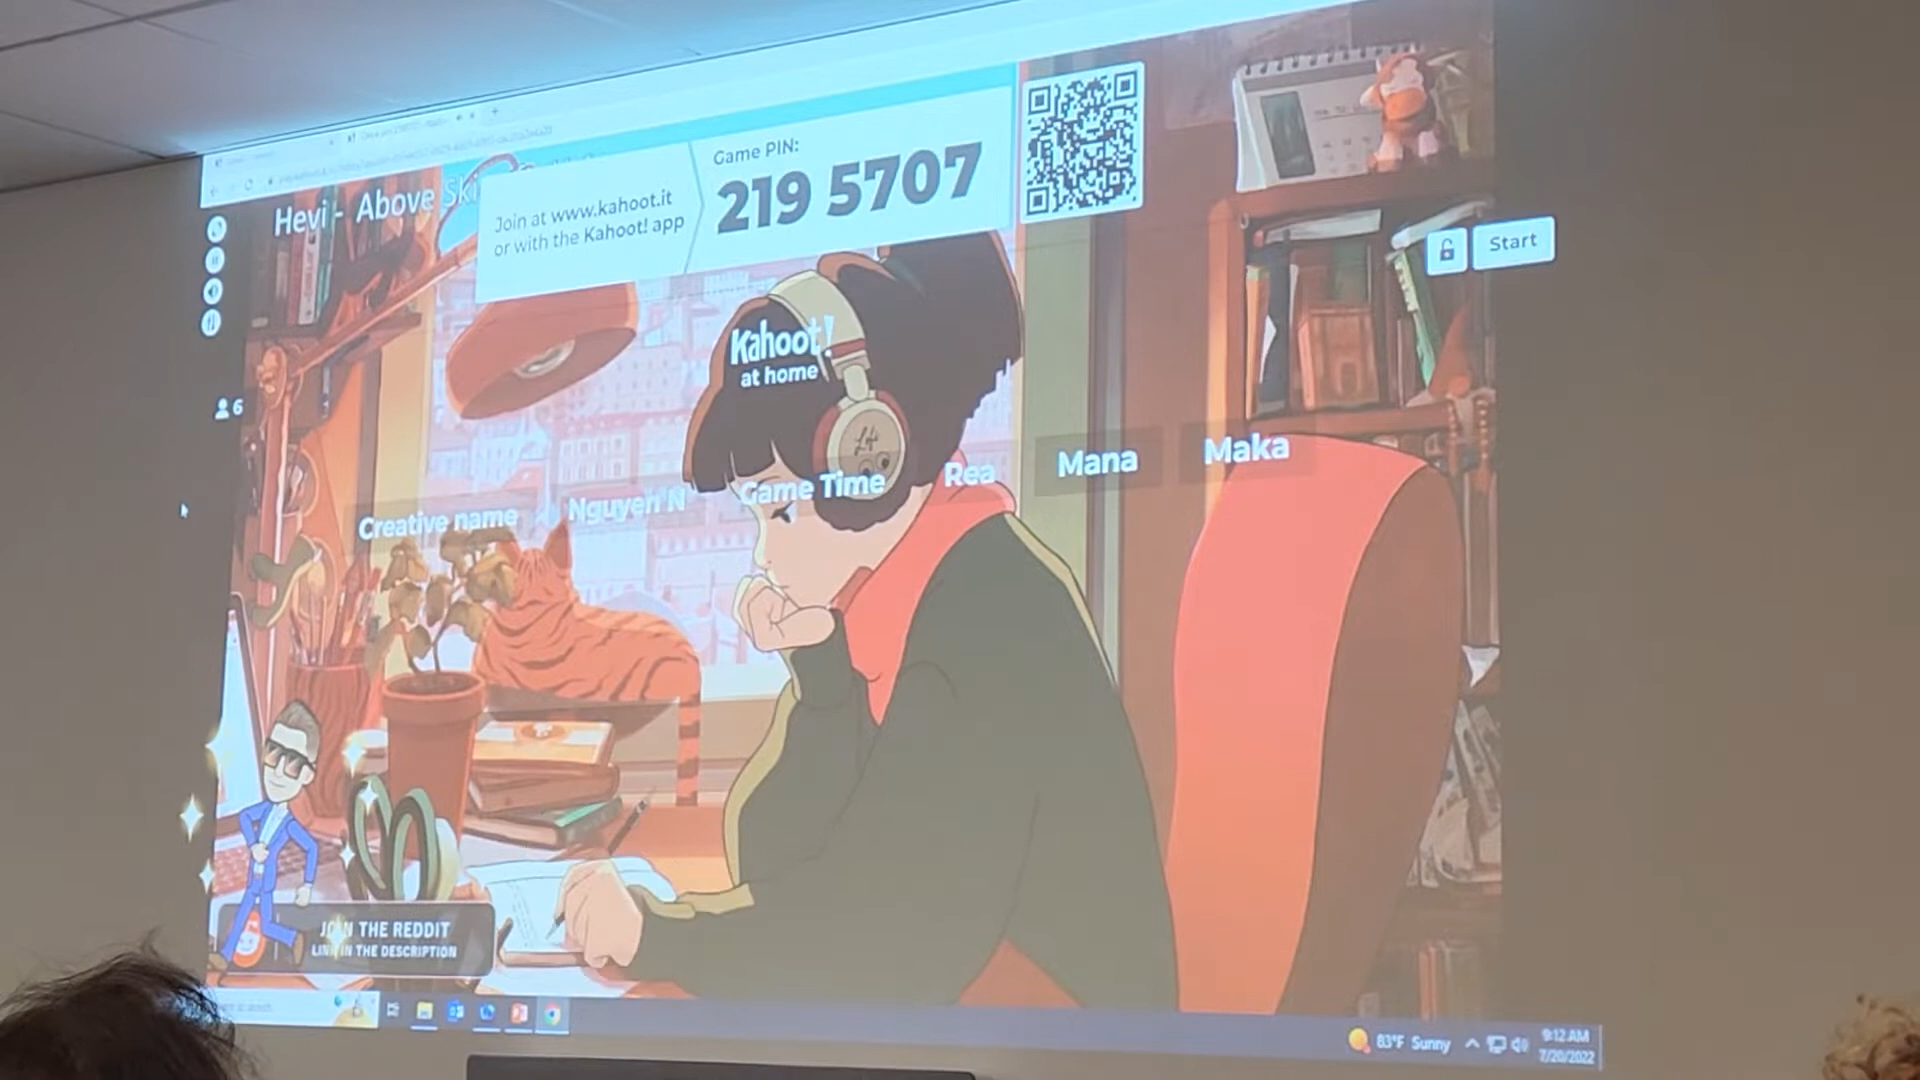 Hevi - Above
Join at www.kahoot.it
or with the Kahoot! app
Game PIN:
219 5707
Start
Kahoot!
at home
6
Creative name
Nguyen N
Game Time
Rea
Mana
Maka
JOIN THE REDDIT
LINK IN THE DESCRIPTION
83°F Sunny
9:12 AM
7/20/2022